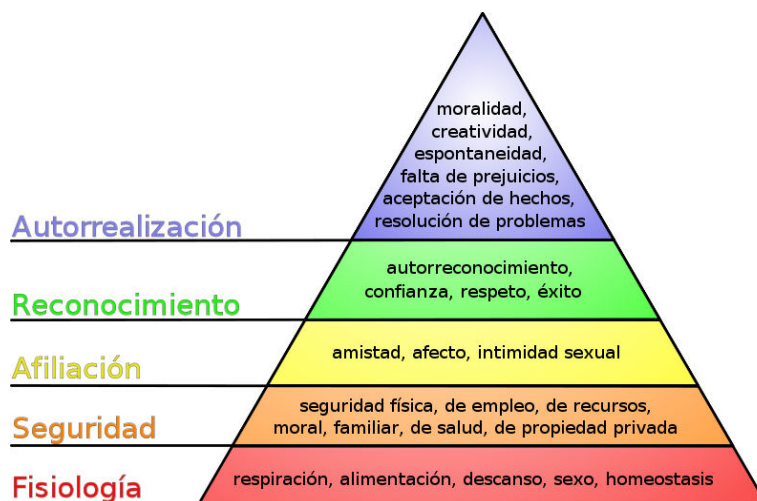 moralidad,
creatividad,
espontaneidad,
falta de prejuicios,
aceptación de hechos,
resolución de problemas
Autorrealización
autorreconocimiento,
confianza, respeto, éxito
Reconocimiento
amistad, afecto, intimidad sexual
Afiliación
seguridad física, de empleo, de recursos,
moral, familiar, de salud, de propiedad privada
Seguridad
respiración, alimentación, descanso, sexo, homeostasis
Fisiología